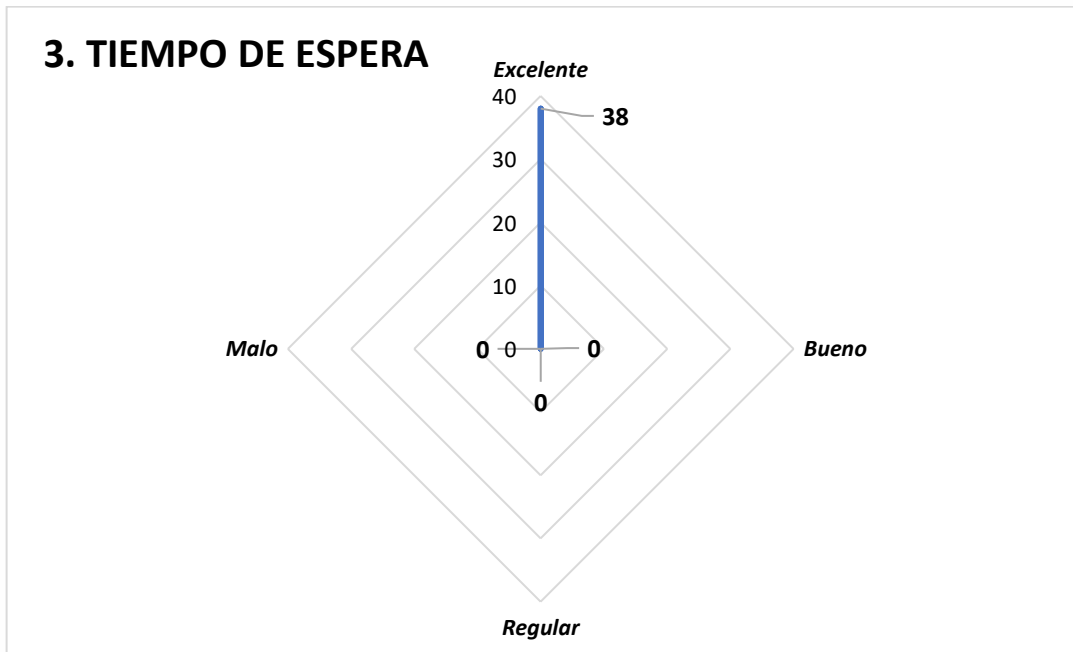 3. TIEMPO DE ESPERA
Excelente
40
38
30
20
10
Malo
0
0
0
Bueno
0
Regular